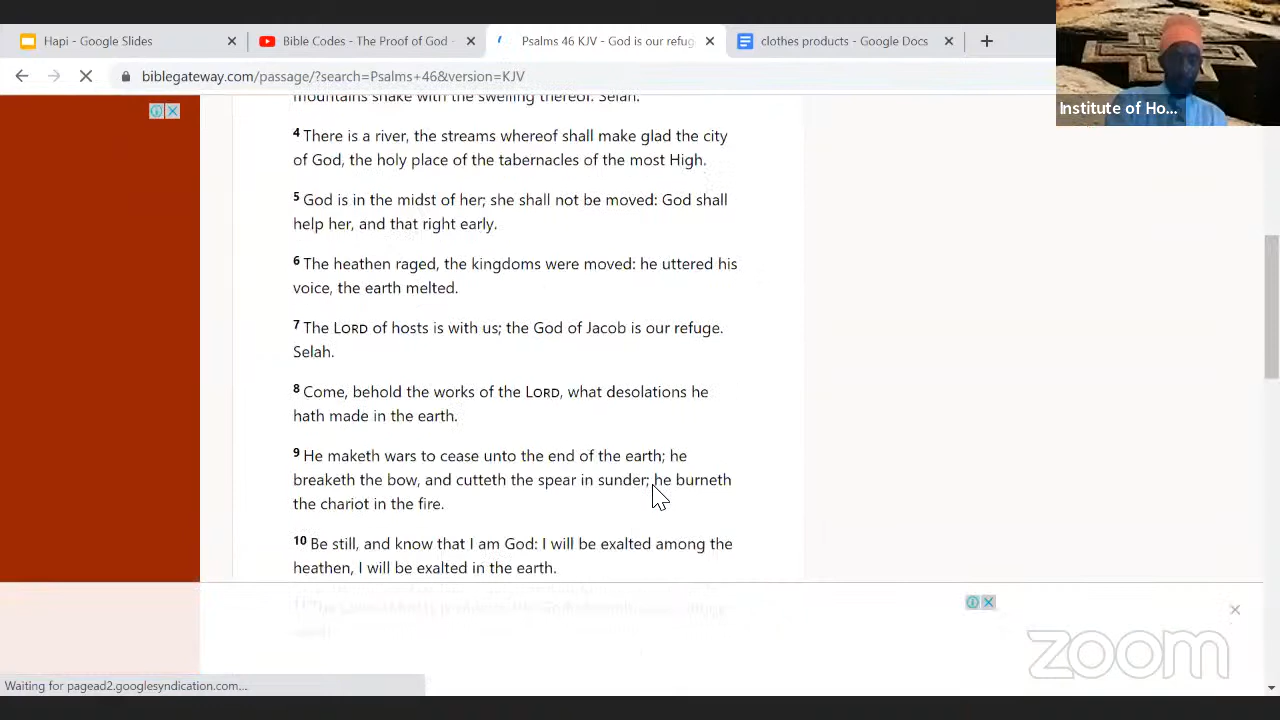 Hapi - Google Slides
Bible Codes - The Proof of Go
Psalms 46 KJV - God is our refug
clothes products - Google Docs
biblegateway.com/passage/?search=Psalms+46&version=KJV
Institute of Ho...
mountains shake with the swelling thereof. Selah.
4 There is a river, the streams whereof shall make glad the city
of God, the holy place of the tabernacles of the most High.
5 God is in the midst of her; she shall not be moved: God shall
help her, and that right early.
6 The heathen raged, the kingdoms were moved: he uttered his
voice, the earth melted.
7 The LORD of hosts is with us; the God of Jacob is our refuge.
Selah.
8 Come, behold the works of the LORD, what desolations he
hath made in the earth.
9 He maketh wars to cease unto the end of the earth; he
breaketh the bow, and cutteth the spear in sunder; he burneth
the chariot in the fire.
10 Be still, and know that I am God: I will be exalted among the
heathen, I will be exalted in the earth.
zoom
Waiting for pagead2.googlesyndication.com...